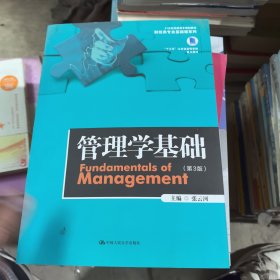 管理学基础
(第3版)
Fundamentals of
Management
主编 张云河
中国人民大学出版社